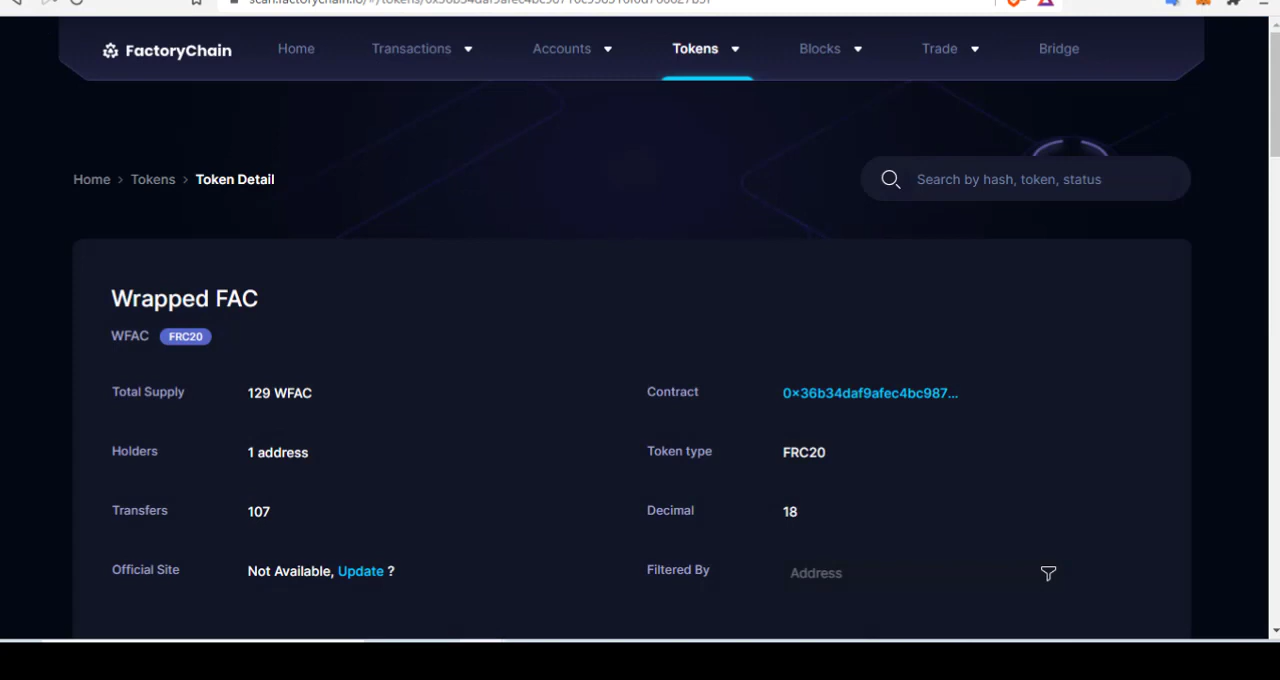 FactoryChain Home Transactions Accounts Tokens Blocks Trade Bridge
Home > Tokens > Token Detail
Search by hash, token, status
Wrapped FAC
WFAC FRC20
Total Supply 129 WFAC Contract 0x36b34daf9afec4bc987...
Holders 1 address Token type FRC20
Transfers 107 Decimal 18
Official Site Not Available, Update ? Filtered By Address